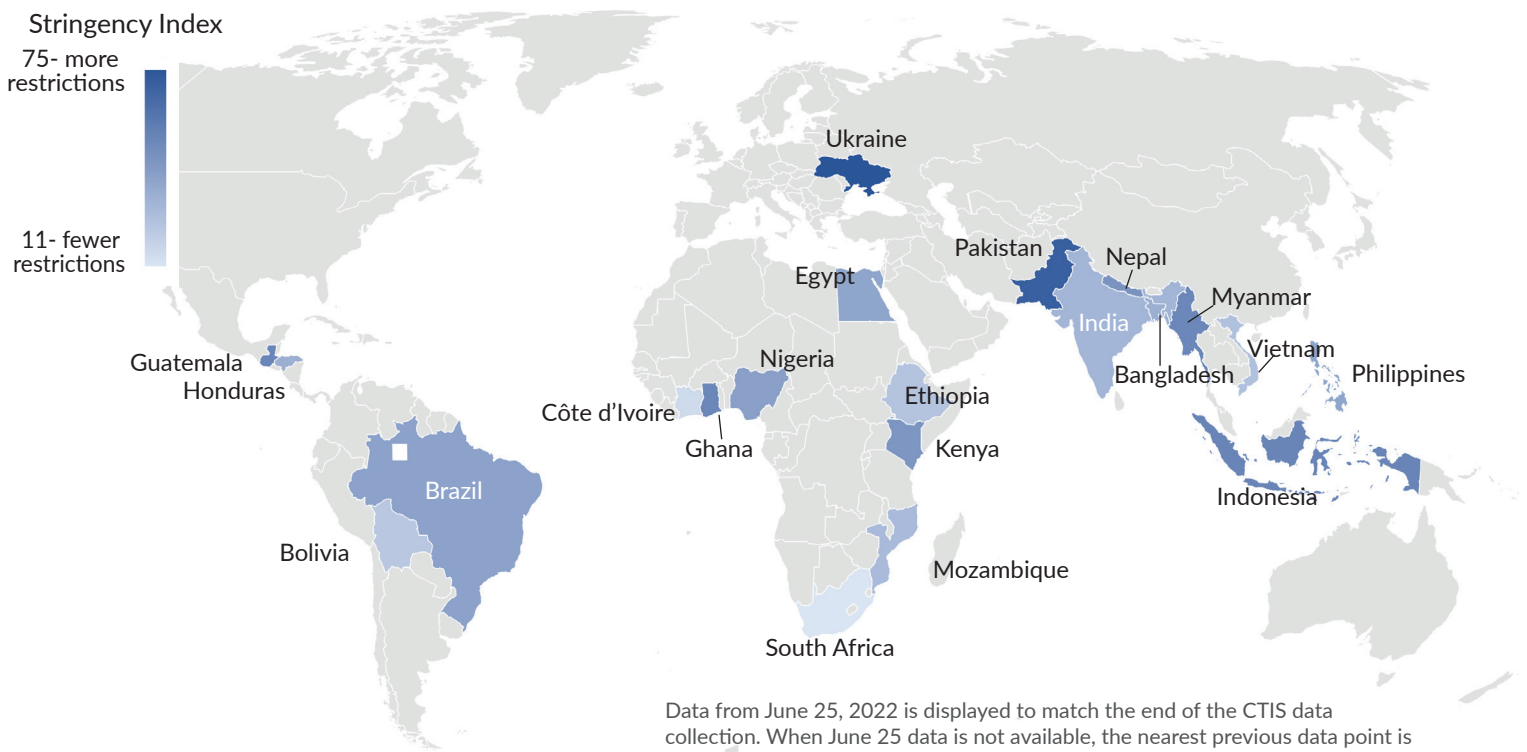 Stringency Index
75- more
restrictions
11- fewer
restrictions
Ukraine
Pakistan
Nepal
Egypt
Myanmar
India
Guatemala
Honduras
Nigeria
Vietnam
Bangladesh
Philippines
Ethiopia
Côte d’Ivoire
Ghana
Kenya
Brazil
Indonesia
Bolivia
Mozambique
South Africa
Data from June 25, 2022 is displayed to match the end of the CTIS data
collection. When June 25 data is not available, the nearest previous data point is